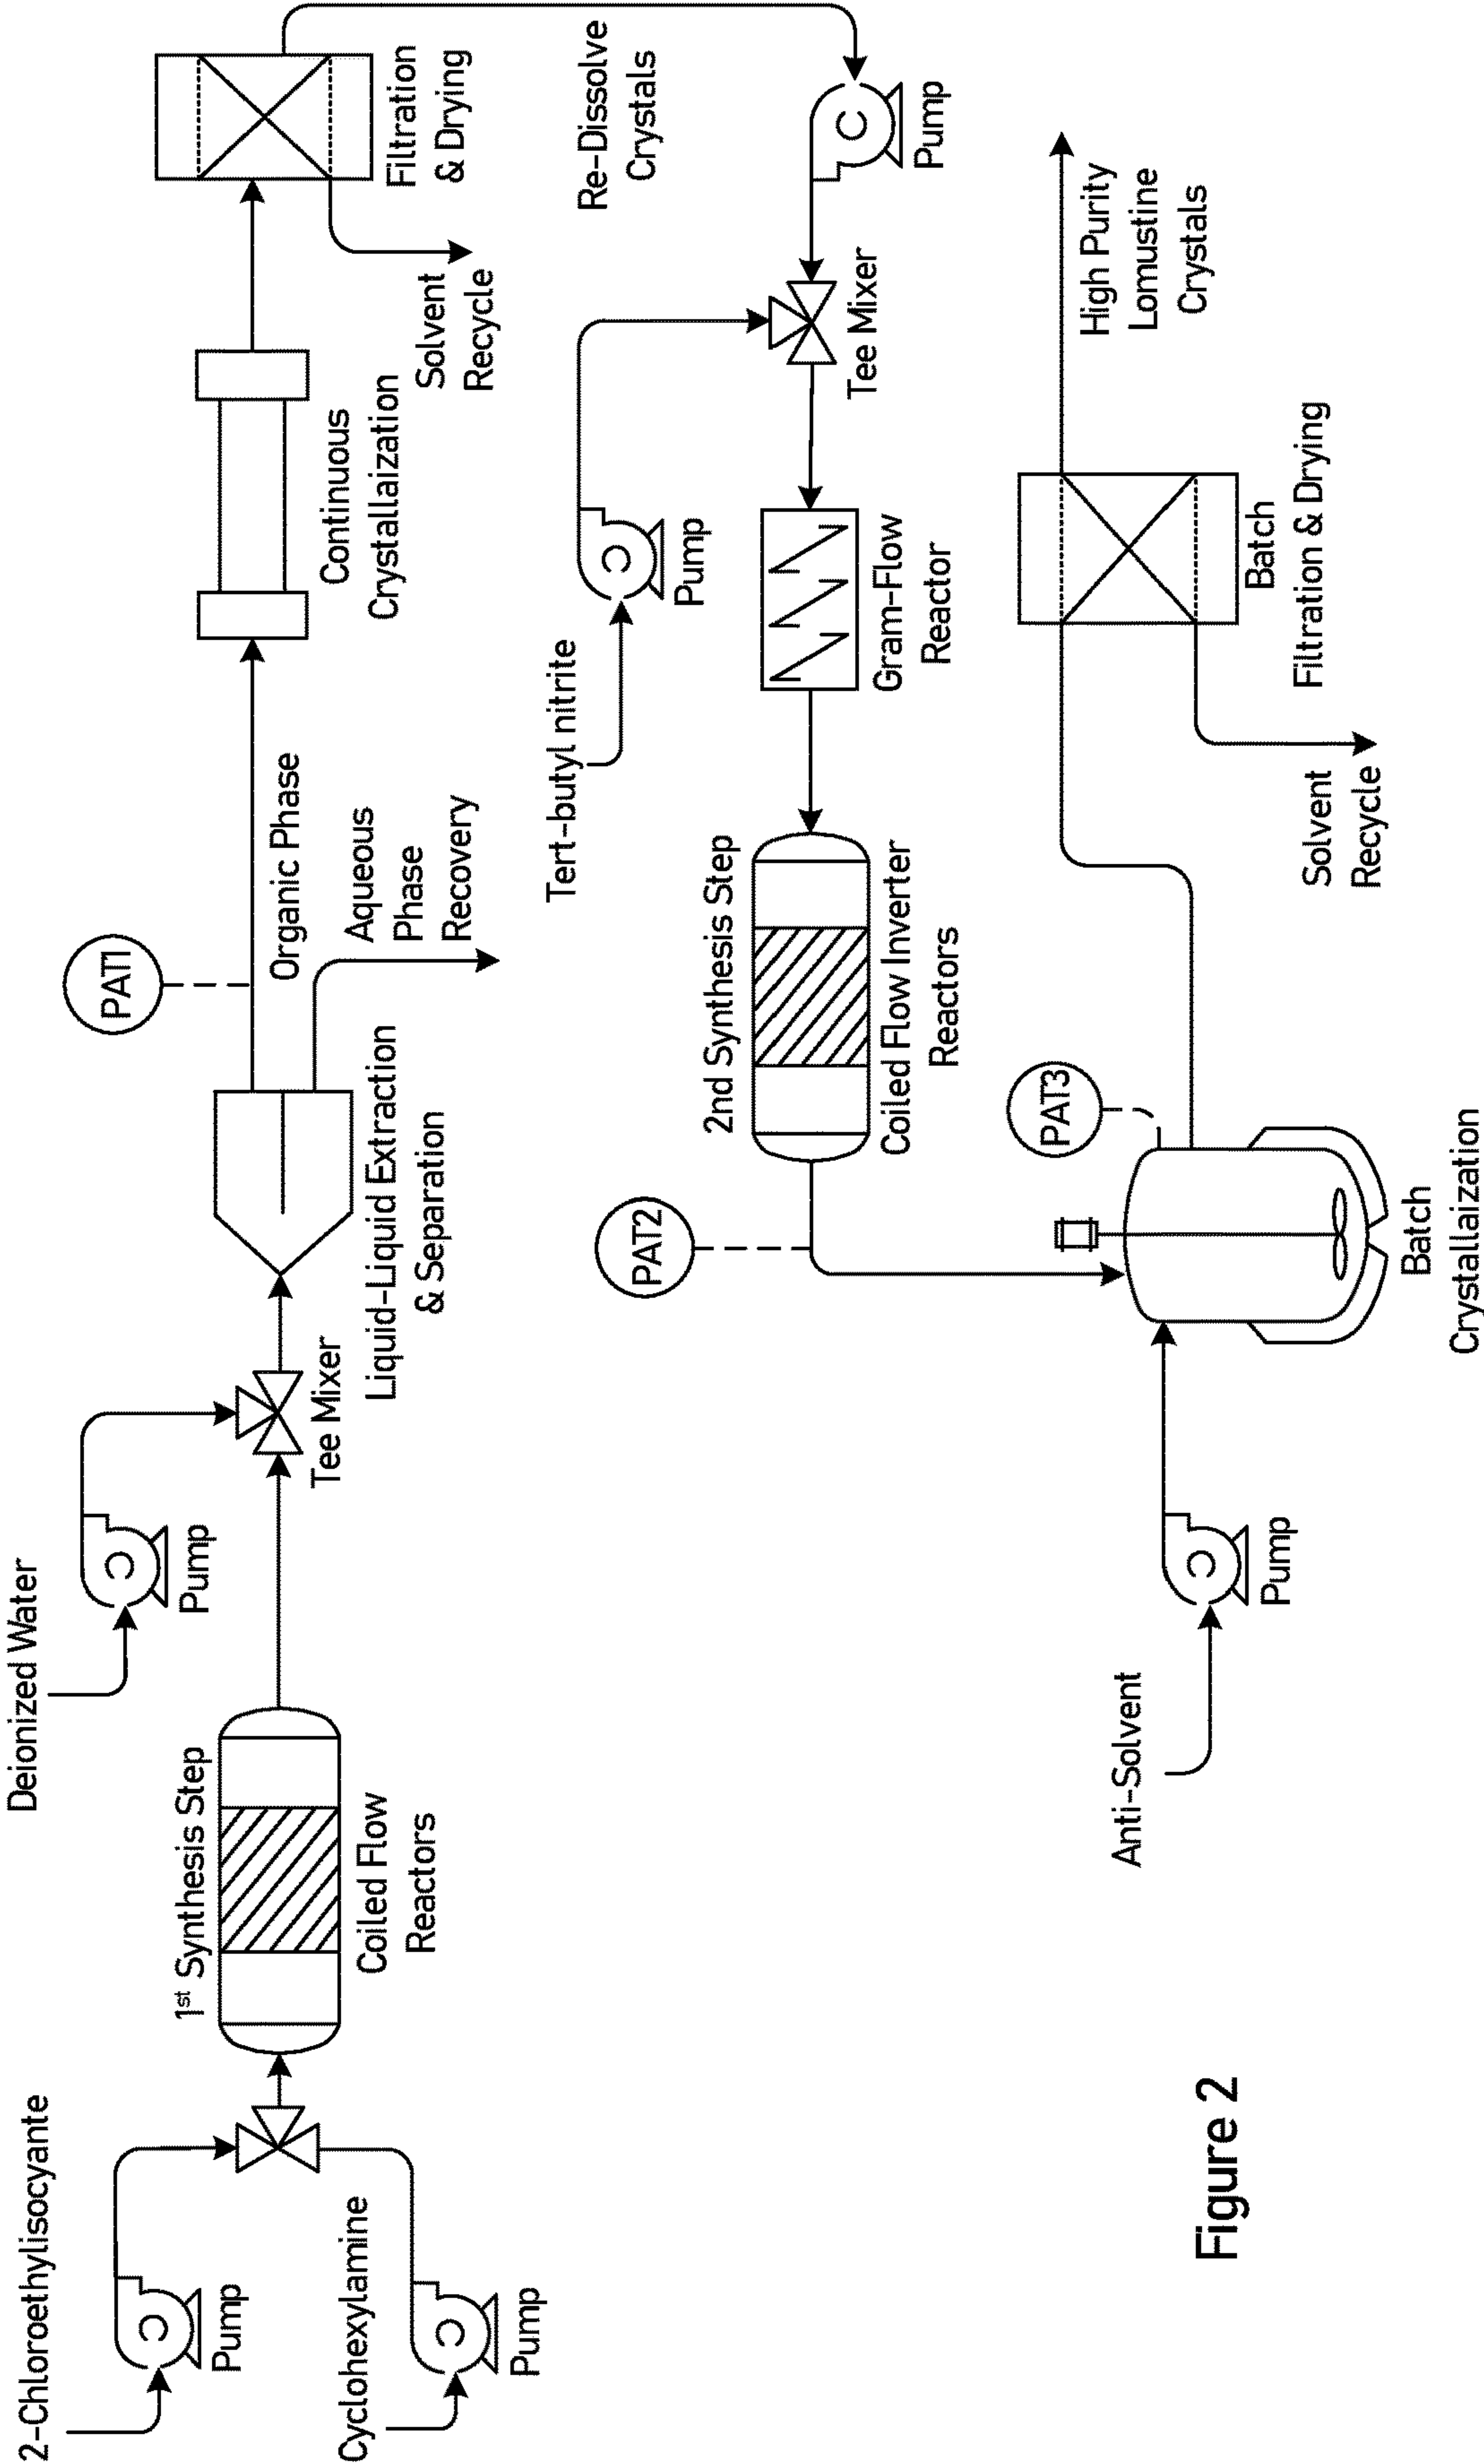 2-Chloroethylisocyante
Pump
Cyclohexylamine
Pump
1st Synthesis Step
Coiled Flow
Reactors
Deionized Water
Pump
Tee Mixer
Liquid-Liquid Extraction
& Separation
PAT1
Organic Phase
Aqueous
Phase
Recovery
Continuous
Crystallaization
Solvent
Recycle
Filtration
& Drying
Re-Dissolve
Crystals
Pump
Tert-butyl nitrite
Pump
Tee Mixer
Gram-Flow
Reactor
2nd Synthesis Step
Coiled Flow Inverter
Reactors
PAT2
Anti-Solvent
Pump
PAT3
Batch
Crystallaization
Solvent
Recycle
Batch
Filtration & Drying
High Purity
Lomustine
Crystals
Figure 2